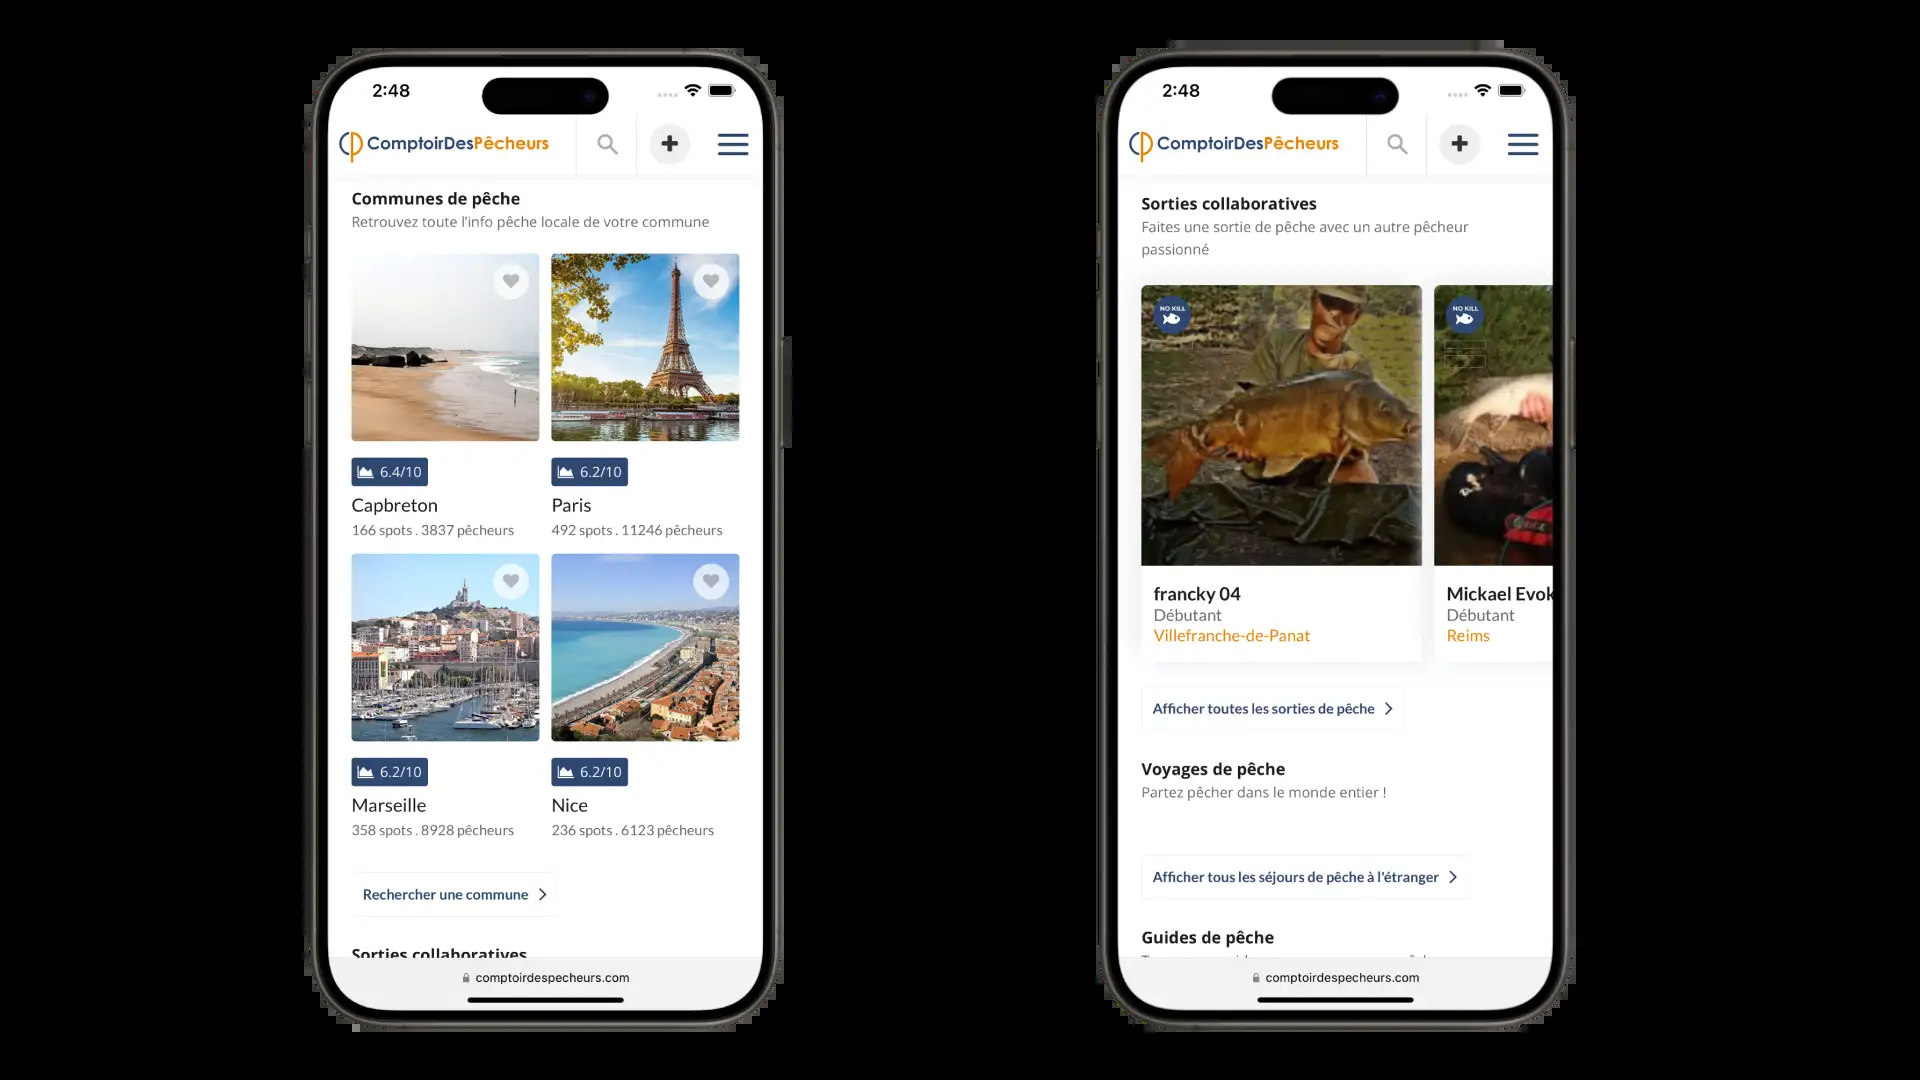 2:48
ComptoirDesPêcheurs
Communes de pêche
Retrouvez toute l'info pêche locale de votre commune
6.4/10
6.2/10
Capbreton
Paris
166 spots . 3837 pêcheurs
492 spots . 11246 pêcheurs
6.2/10
6.2/10
Marseille
Nice
358 spots . 8928 pêcheurs
236 spots . 6123 pêcheurs
Rechercher une commune
Sorties collaboratives
comptoirdespecheurs.com
2:48
ComptoirDesPêcheurs
Sorties collaboratives
Faites une sortie de pêche avec un autre pêcheur
passionné
NO KILL
NO KILL
francky 04
Débutant
Villefranche-de-Panat
Mickael Evok
Débutant
Reims
Afficher toutes les sorties de pêche
Voyages de pêche
Partez pêcher dans le monde entier !
Afficher tous les séjours de pêche à l'étranger
Guides de pêche
comptoirdespecheurs.com